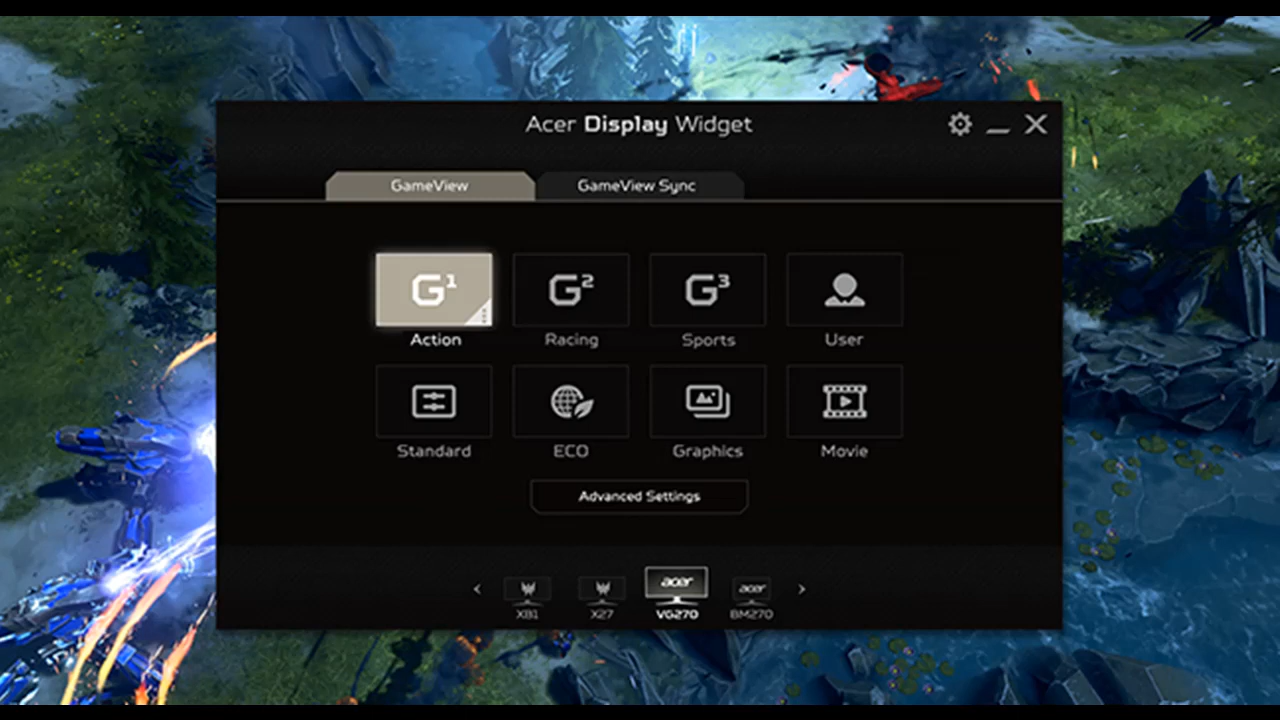 Acer Display Widget
GameView GameView Sync
G1 G2 G3
Action Racing Sports User
Standard ECO Graphics Movie
Advanced Settings
acer acer
XB1 X27 VG270 BM270